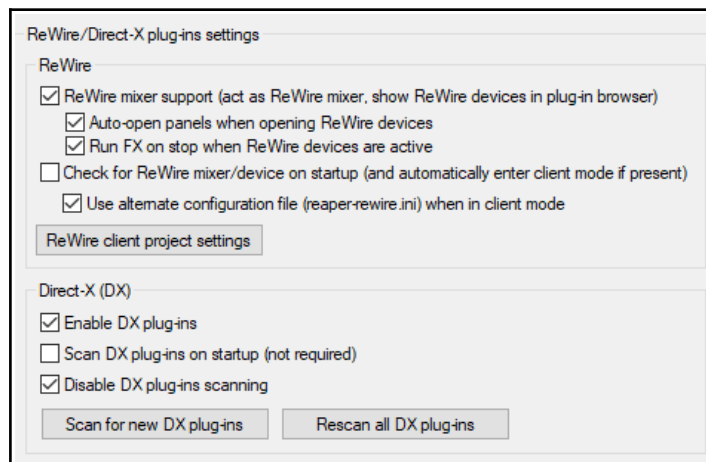 ReWire/Direct-X plug-ins settings
ReWire
ReWire mixer support (act as ReWire mixer, show ReWire devices in plug-in browser)
Auto-open panels when opening ReWire devices
Run FX on stop when ReWire devices are active
Check for ReWire mixer/device on startup (and automatically enter client mode if present)
Use alternate configuration file (reaper-rewire.ini) when in client mode
ReWire client project settings
Direct-X (DX)
Enable DX plug-ins
Scan DX plug-ins on startup (not required)
Disable DX plug-ins scanning
Scan for new DX plug-ins
Rescan all DX plug-ins